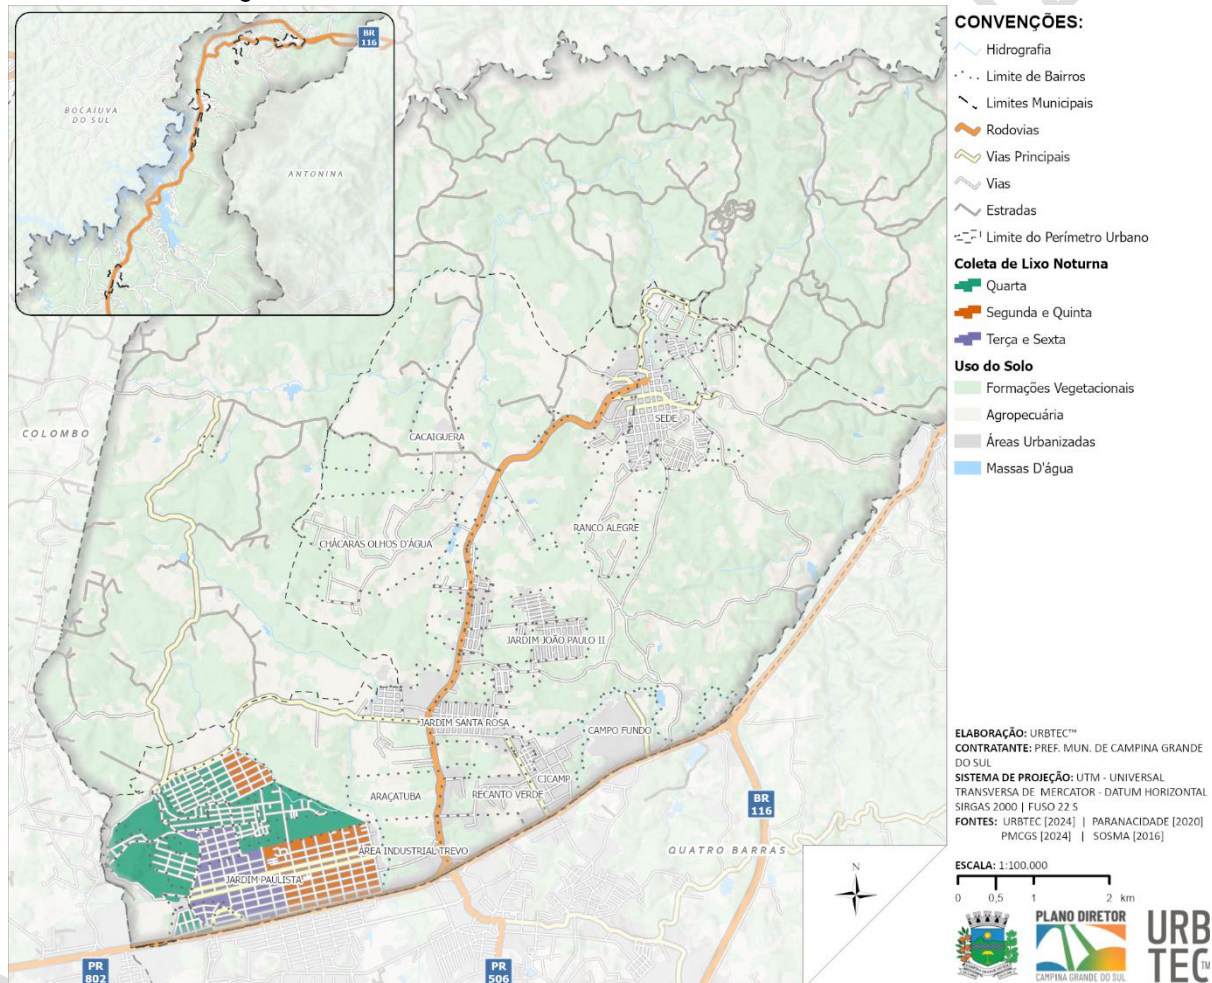 BR
116
BOCAIÚVA
DO SUL
ANTONINA
COLOMBO
CACAIGUERA
SEDE
CHÁCARAS OLHOS D'ÁGUA
RANCO ALEGRE
JARDIM JOÃO PAULO II
JARDIM SANTA ROSA
CAMPO FUNDO
CICAMP
ARAÇATUBA
RECANTO VERDE
BR
116
ÁREA INDUSTRIAL TREVO
QUATRO BARRAS
JARDIM PAULISTA
N
PR
802
PR
506
CONVENÇÕES:
Hidrografia
Limite de Bairros
Limites Municipais
Rodovias
Vias Principais
Vias
Estradas
Limite do Perímetro Urbano
Coleta de Lixo Noturna
Quarta
Segunda e Quinta
Terça e Sexta
Uso do Solo
Formações Vegetacionais
Agropecuária
Áreas Urbanizadas
Massas D'água
ELABORAÇÃO: URBTEC™
CONTRATANTE: PREF. MUN. DE CAMPINA GRANDE
DO SUL
SISTEMA DE PROJEÇÃO: UTM - UNIVERSAL
TRANSVERSA DE MERCATOR - DATUM HORIZONTAL
SIRGAS 2000 | FUSO 22 S
FONTES: URBTEC [2024] | PARANACIDADE [2020]
PMCGS [2024] | SOSMA [2016]
ESCALA: 1:100.000
0 0,5 1 2 km
PLANO DIRETOR
CAMPINA GRANDE DO SUL
URB
TEC™